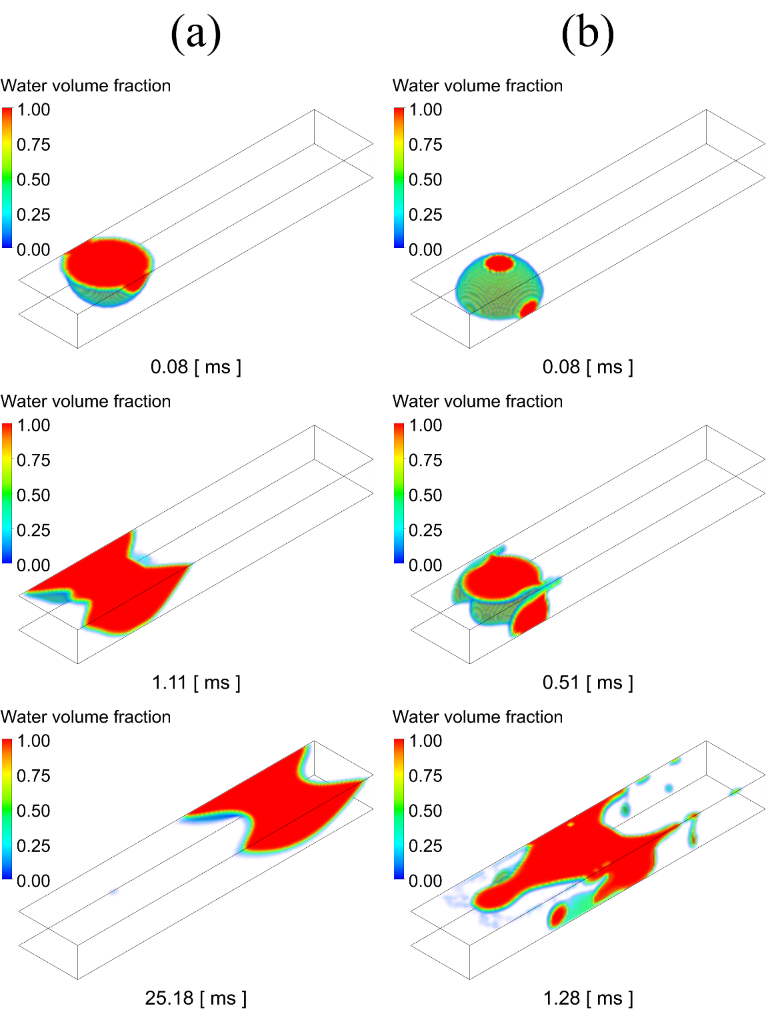 (a) (b)
Water volume fraction Water volume fraction
1.00 1.00
0.75 0.75
0.50 0.50
0.25 0.25
0.00 0.00
0.08 [ ms ] 0.08 [ ms ]
Water volume fraction Water volume fraction
1.00 1.00
0.75 0.75
0.50 0.50
0.25 0.25
0.00 0.00
1.11 [ ms ] 0.51 [ ms ]
Water volume fraction Water volume fraction
1.00 1.00
0.75 0.75
0.50 0.50
0.25 0.25
0.00 0.00
25.18 [ ms ] 1.28 [ ms ]